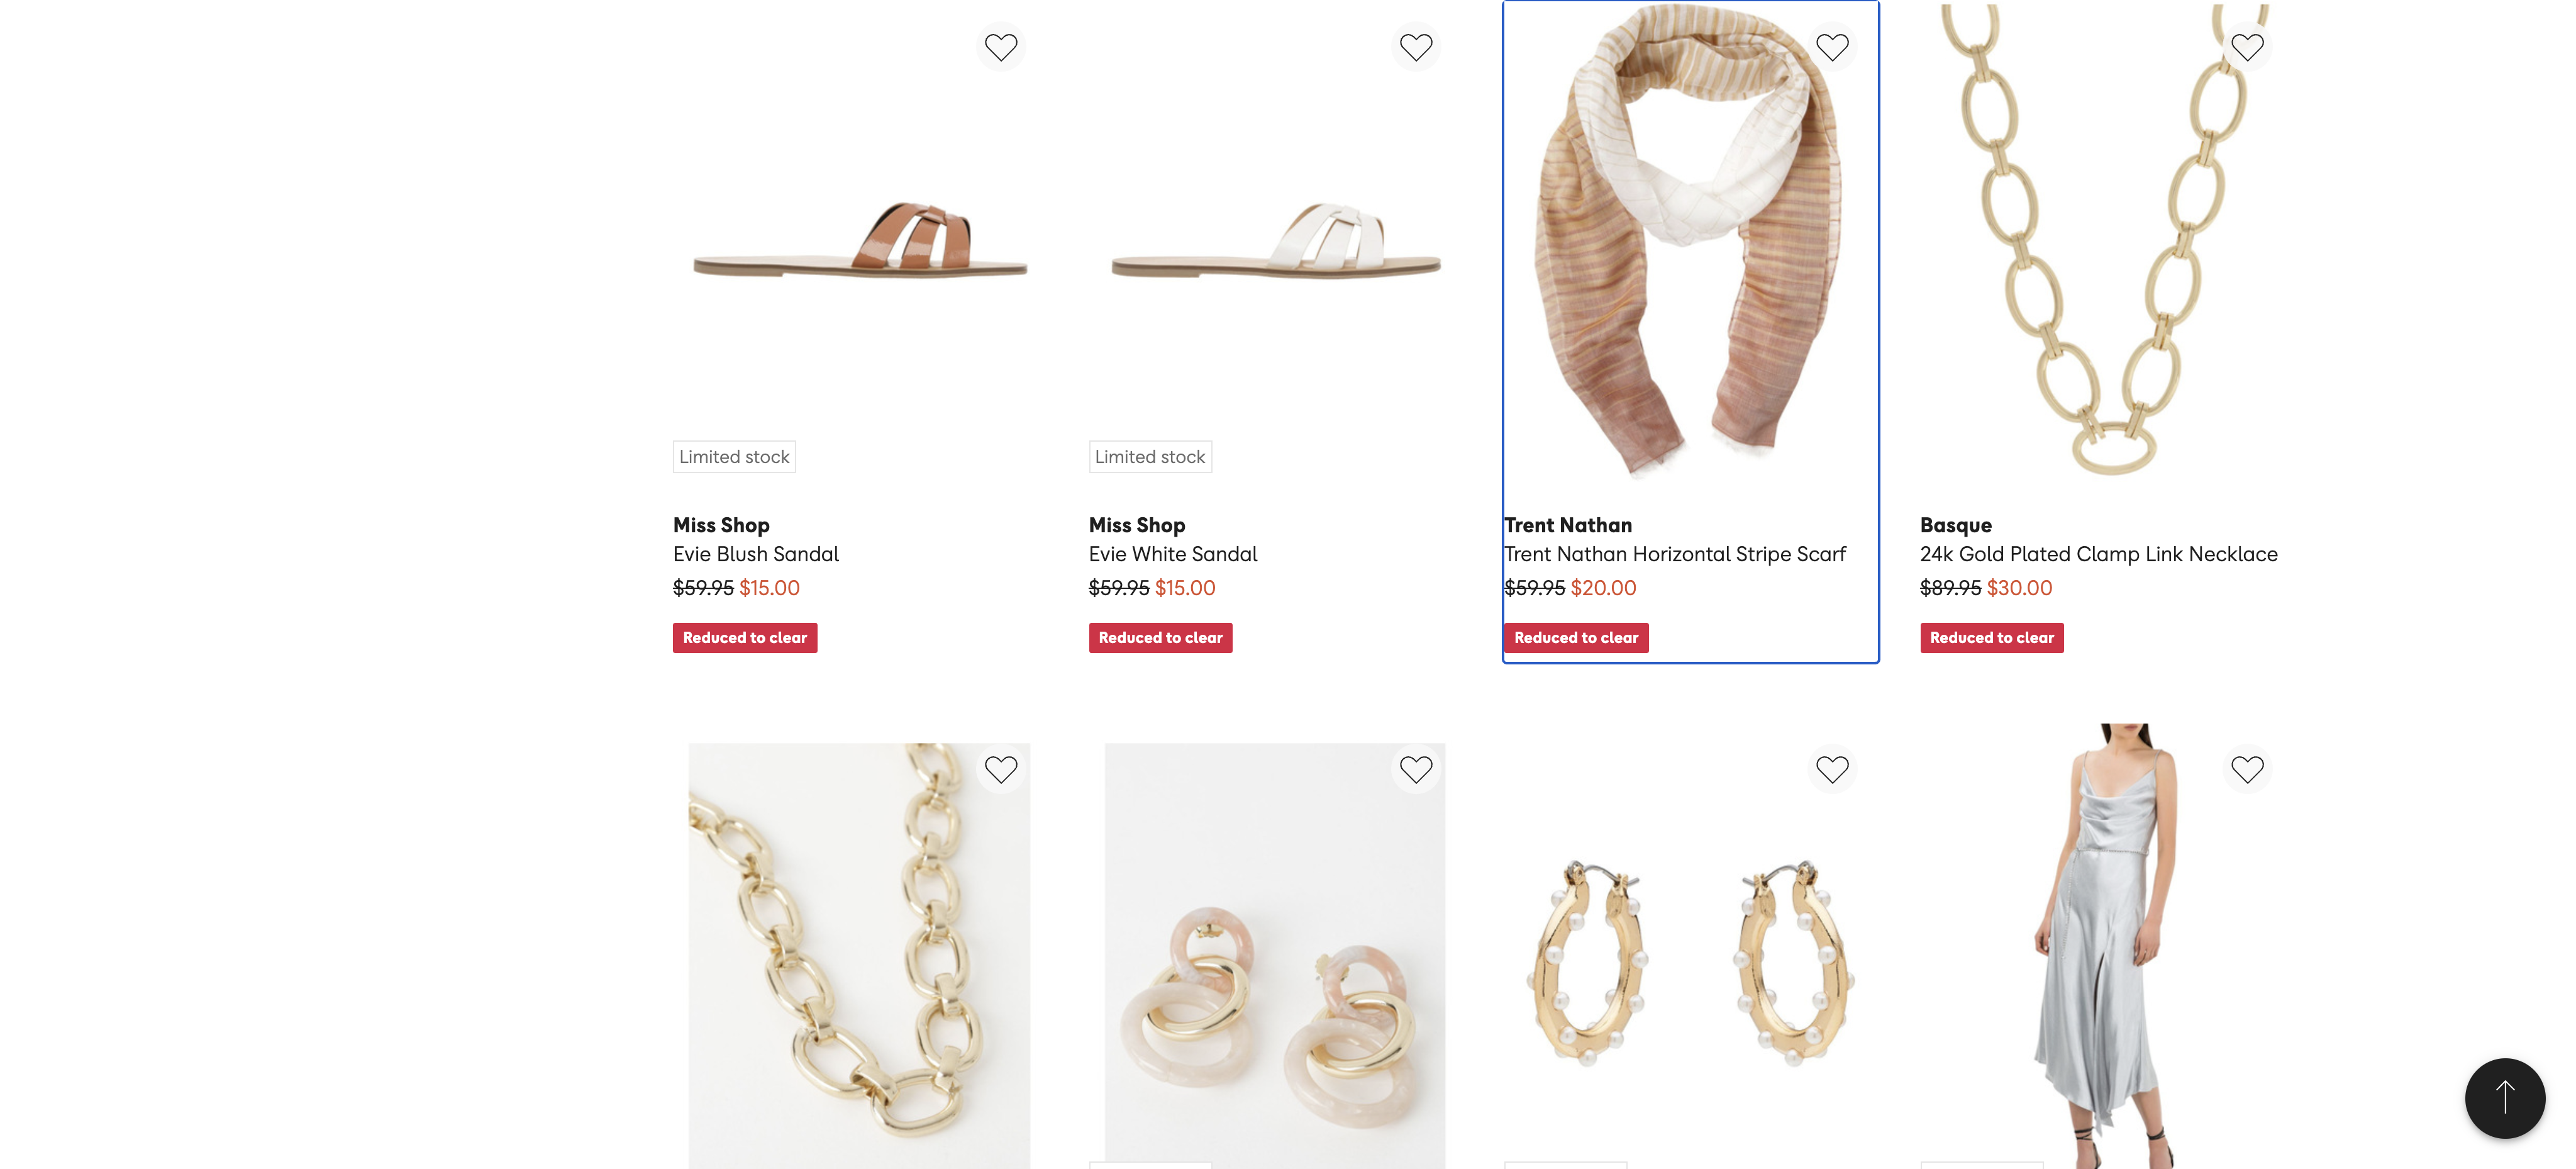 Limited stock
Limited stock
Miss Shop
Evie Blush Sandal
$59.95 $15.00
Reduced to clear
Miss Shop
Evie White Sandal
$59.95 $15.00
Reduced to clear
Trent Nathan
Trent Nathan Horizontal Stripe Scarf
$59.95 $20.00
Reduced to clear
Basque
24k Gold Plated Clamp Link Necklace
$89.95 $30.00
Reduced to clear